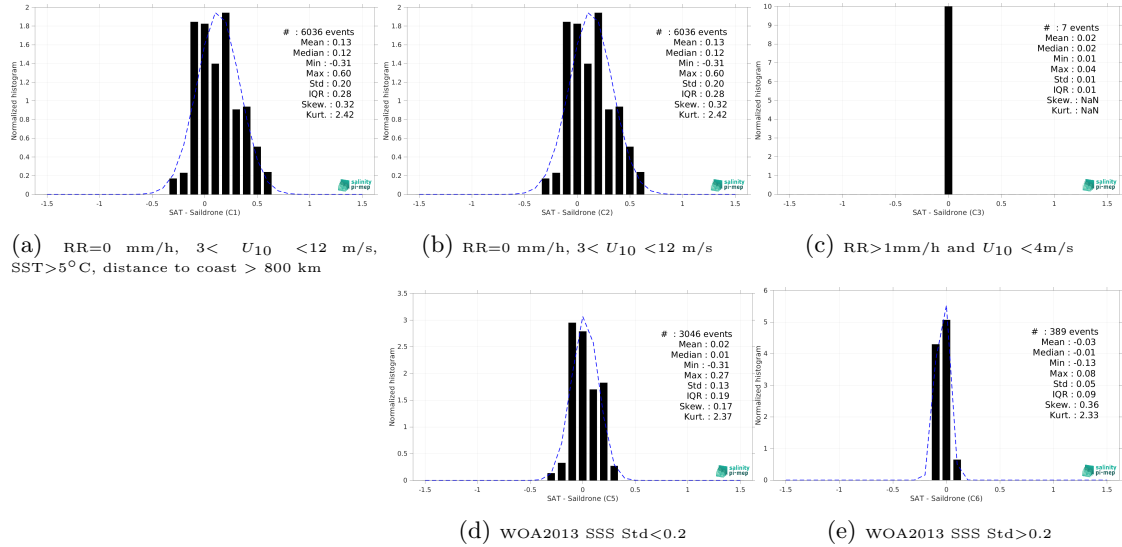 2
1.8
1.6
1.4
1.2
1
0.8
0.6
0.4
0.2
0
Normalized histogram
# : 6036 events
Mean : 0.13
Median : 0.12
Min : -0.31
Max : 0.60
Std : 0.20
IQR : 0.28
Skew. : 0.32
Kurt. : 2.42
salinity
pi-mep
-1.5 -1 -0.5 0 0.5 1 1.5
SAT - Saildrone (C1)
(a) RR=0 mm/h, 3< U10 <12 m/s,
SST>5°C, distance to coast > 800 km
2
1.8
1.6
1.4
1.2
1
0.8
0.6
0.4
0.2
0
Normalized histogram
# : 6036 events
Mean : 0.13
Median : 0.12
Min : -0.31
Max : 0.60
Std : 0.20
IQR : 0.28
Skew. : 0.32
Kurt. : 2.42
salinity
pi-mep
-1.5 -1 -0.5 0 0.5 1 1.5
SAT - Saildrone (C2)
(b) RR=0 mm/h, 3< U10 <12 m/s
10
9
8
7
6
5
4
3
2
1
0
Normalized histogram
# : 7 events
Mean : 0.02
Median : 0.02
Min : 0.01
Max : 0.04
Std : 0.01
IQR : 0.01
Skew. : NaN
Kurt. : NaN
salinity
pi-mep
-1.5 -1 -0.5 0 0.5 1 1.5
SAT - Saildrone (C3)
(c) RR>1mm/h and U10 <4m/s
3.5
3
2.5
2
1.5
1
0.5
0
Normalized histogram
# : 3046 events
Mean : 0.02
Median : 0.01
Min : -0.31
Max : 0.27
Std : 0.13
IQR : 0.19
Skew. : 0.17
Kurt. : 2.37
salinity
pi-mep
-1.5 -1 -0.5 0 0.5 1 1.5
SAT - Saildrone (C5)
(d) WOA2013 SSS Std<0.2
6
5
4
3
2
1
0
Normalized histogram
# : 389 events
Mean : -0.03
Median : -0.01
Min : -0.13
Max : 0.08
Std : 0.05
IQR : 0.09
Skew. : 0.36
Kurt. : 2.33
salinity
pi-mep
-1.5 -1 -0.5 0 0.5 1 1.5
SAT - Saildrone (C6)
(e) WOA2013 SSS Std>0.2